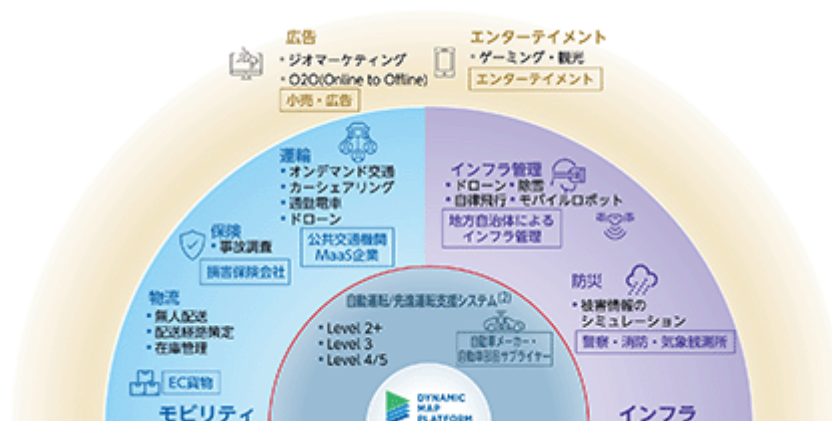 広告
・ジオマーケティング
・O2O(Online to Offline)
小売・広告
エンターテイメント
・ゲーミング・観光
エンターテイメント
運輸
・オンデマンド交通
・カーシェアリング
・通勤電車
・ドローン
公共交通機関
MaaS企業
保険
・事故調査
損害保険会社
物流
・無人配送
・配送経路策定
・在庫管理
EC貨物
モビリティ
インフラ管理
・ドローン・除雪
・自律飛行・モバイルロボット
地方自治体による
インフラ管理
防災
・被害情報の
シミュレーション
警察・消防・気象観測所
インフラ
自動運転/先進運転支援システム(2)
・Level 2+
・Level 3
・Level 4/5
自動車メーカー・
自動車部品サプライヤー
DYNAMIC
MAP
PLATFORM